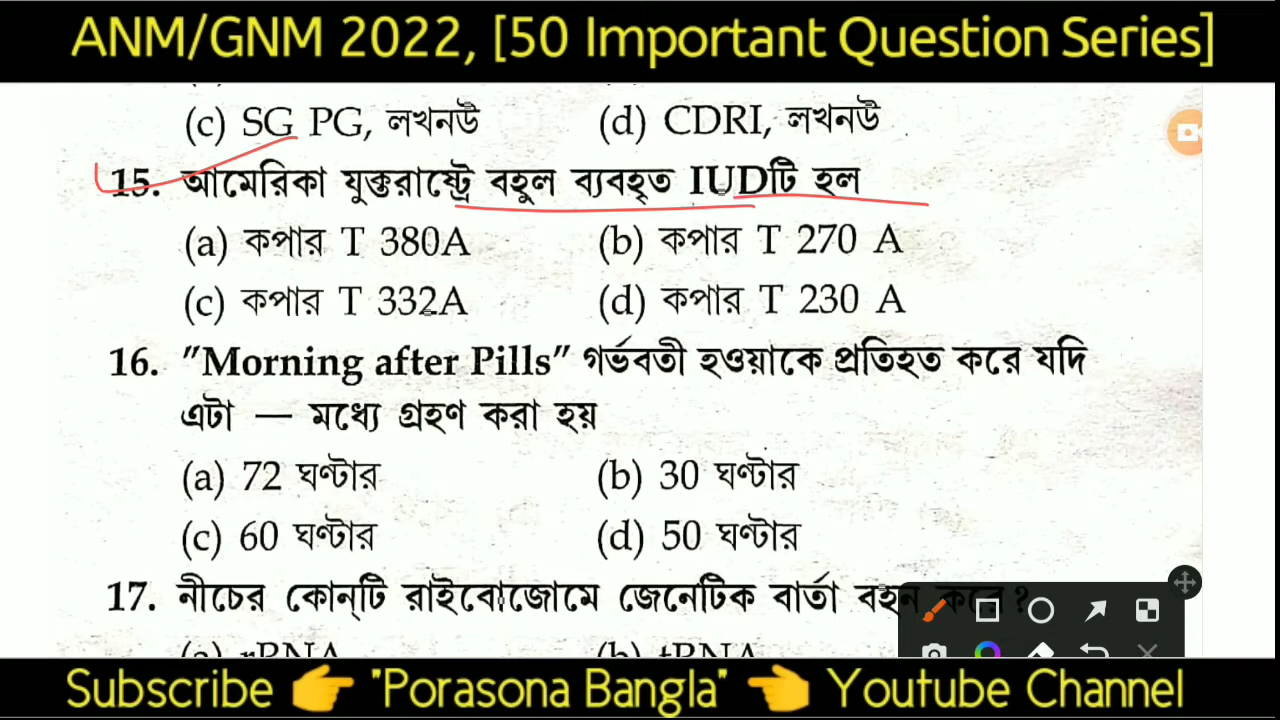 ANM/GNM 2022, [50 Important Question Series]
(c) SG PG, লখনউ (d) CDRI, লখনউ
15. আমেরিকা যুক্তরাষ্ট্রে বহুল ব্যবহৃত IUDটি হল
(a) কপার T 380A (b) কপার T 270 A
(c) কপার T 332A (d) কপার T 230 A
16. "Morning after Pills" গর্ভবতী হওয়াকে প্রতিহত করে যদি
এটা — মধ্যে গ্রহণ করা হয়
(a) 72 ঘণ্টার (b) 30 ঘণ্টার
(c) 60 ঘণ্টার (d) 50 ঘণ্টার
17. নীচের কোন্‌টি রাইবোজোমে জেনেটিক বার্তা বহন করে ?
(a) rRNA (b) tRNA
Subscribe 👉 "Porasona Bangla" 👈 Youtube Channel